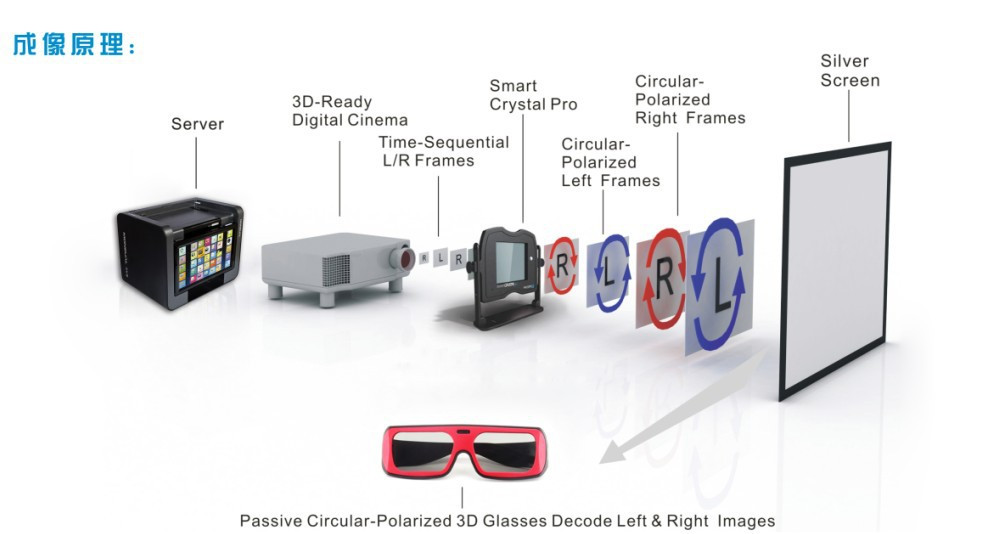 成像原理:
Server
3D-Ready
Digital Cinema
Time-Sequential
L/R Frames
Smart
Crystal Pro
Circular-
Polarized
Left Frames
Circular-
Polarized
Right Frames
Silver
Screen
R
L
R
R
L
R
L
Passive Circular-Polarized 3D Glasses Decode Left & Right Images